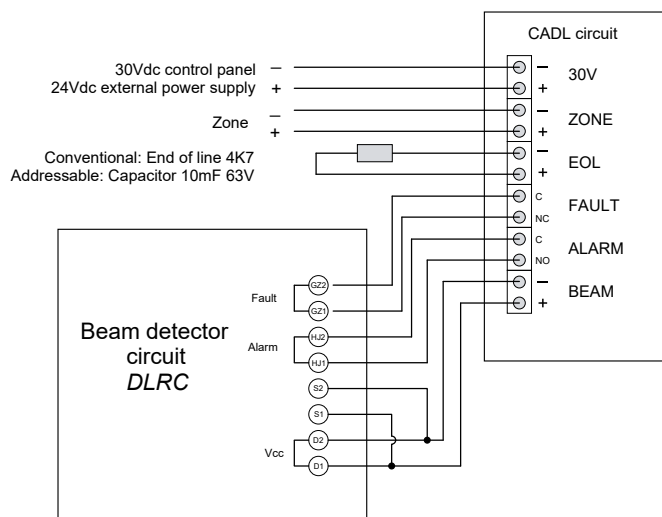 CADL circuit
30Vdc control panel −
24Vdc external power supply +
− 30V
+
Zone −
+
− ZONE
+
Conventional: End of line 4K7
Addressable: Capacitor 10mF 63V
− EOL
+
C FAULT
NC
C ALARM
NO
− BEAM
+
Beam detector
circuit
DLRC
Fault
GZ2
GZ1
Alarm
HJ2
HJ1
S2
S1
Vcc
D2
D1